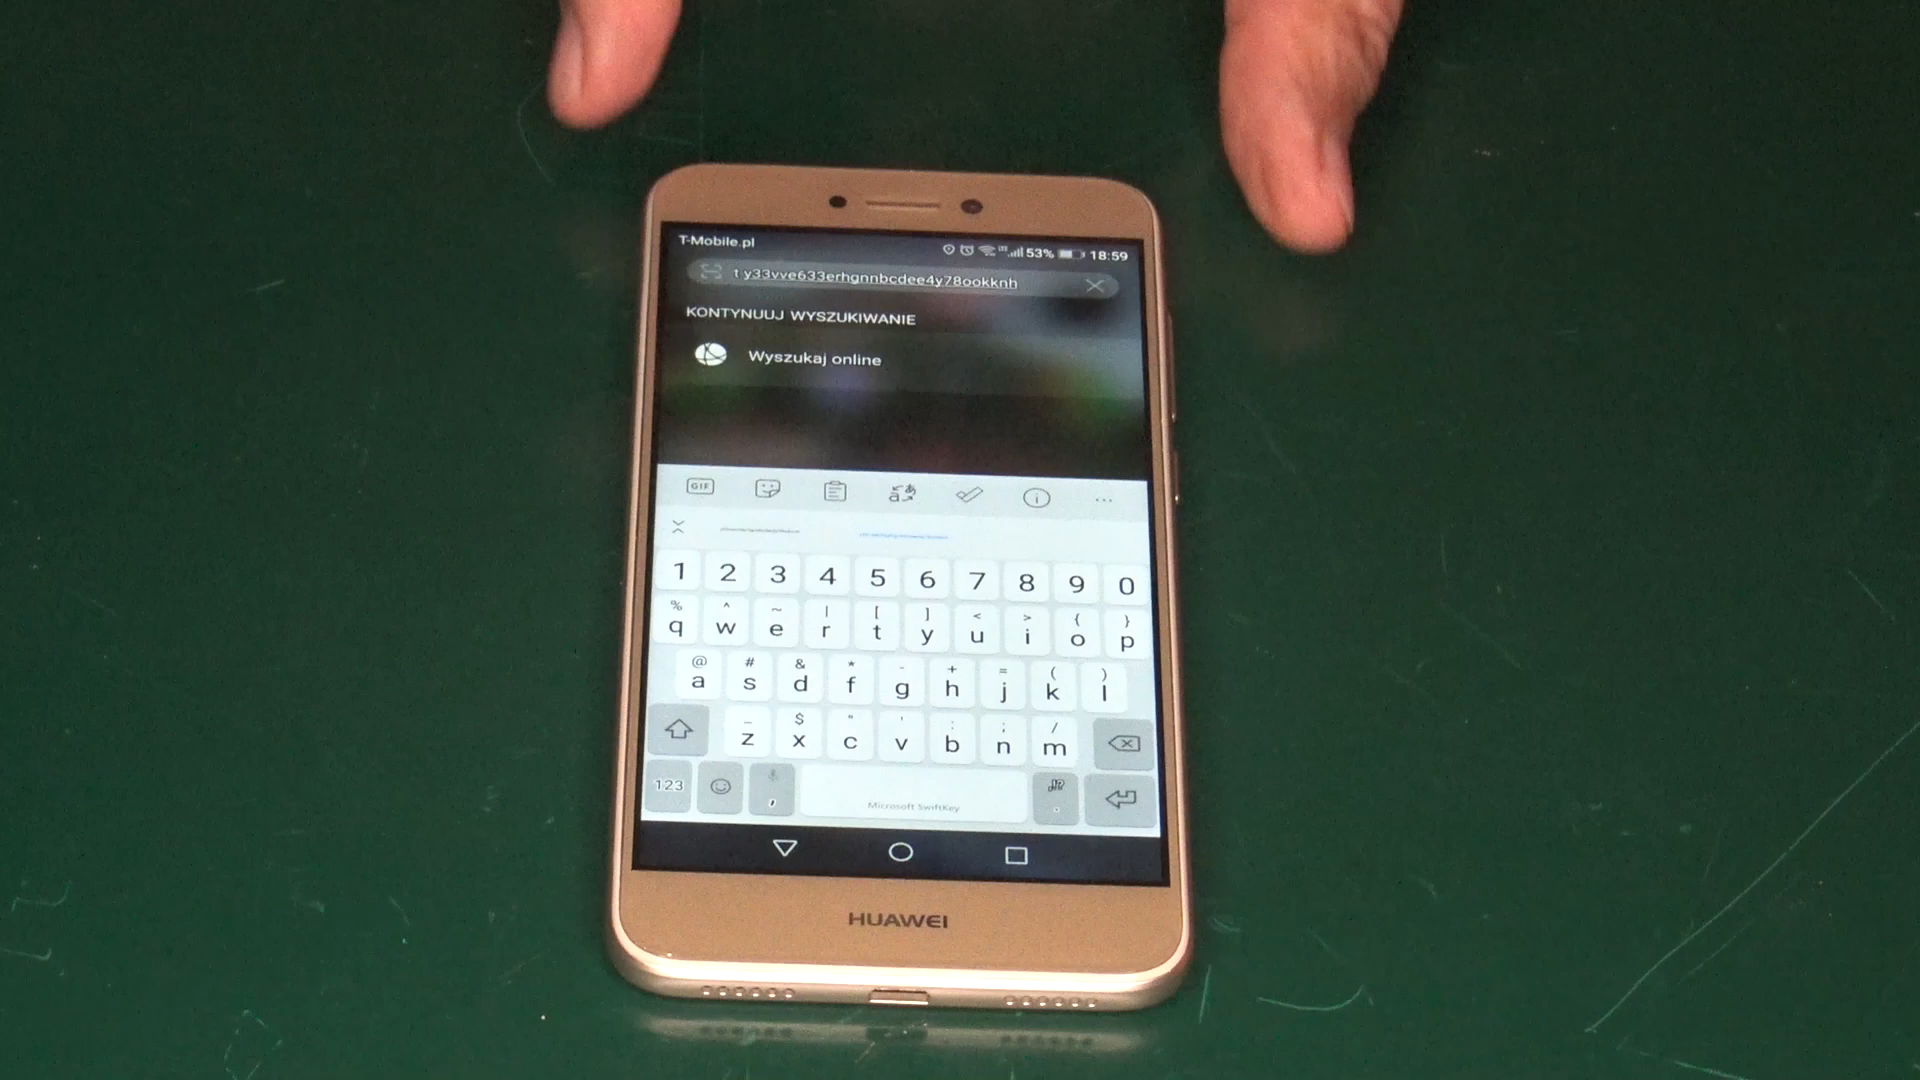 T-Mobile.pl 53% 18:59
t y33vve633erhgnnbcdee4y78ookknh
KONTYNUUJ WYSZUKIWANIE
Wyszukaj online
GIF
1 2 3 4 5 6 7 8 9 0
% ^ ~ | [ ] < > { }
q w e r t y u i o p
@ # & * - + = ( )
a s d f g h j k l
_ $ " ' : ; /
z x c v b n m
123 , Microsoft SwiftKey .
HUAWEI